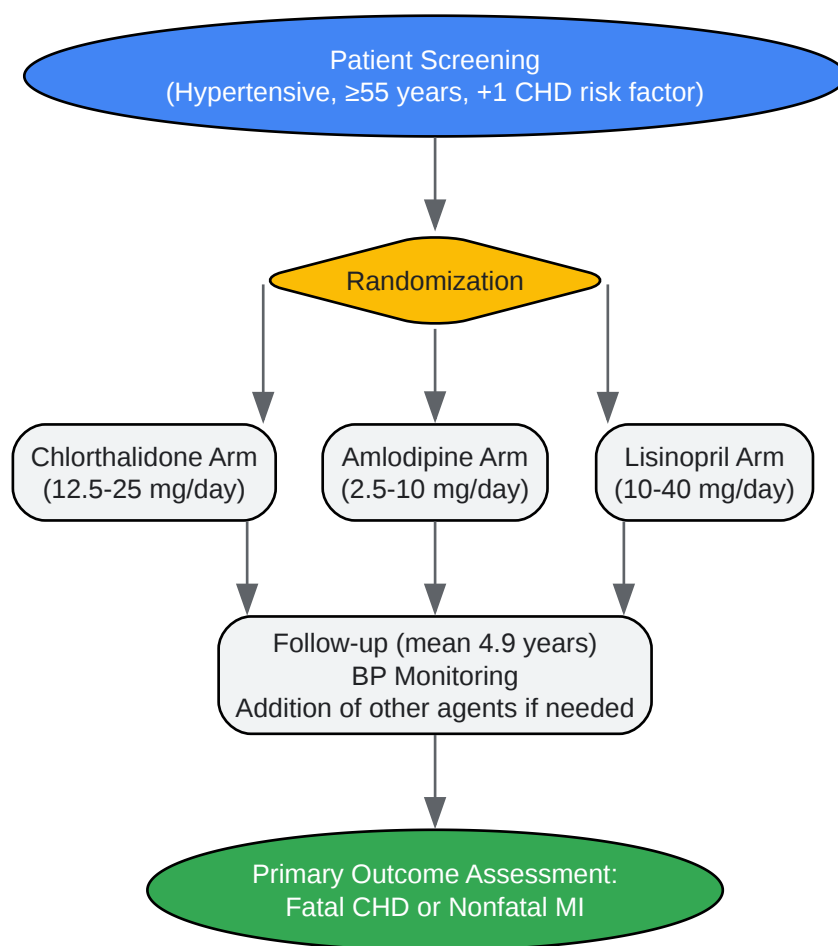 Patient Screening
(Hypertensive, ≥55 years, +1 CHD risk factor)
Randomization
Chlorthalidone Arm
(12.5-25 mg/day)
Amlodipine Arm
(2.5-10 mg/day)
Lisinopril Arm
(10-40 mg/day)
Follow-up (mean 4.9 years)
BP Monitoring
Addition of other agents if needed
Primary Outcome Assessment:
Fatal CHD or Nonfatal MI